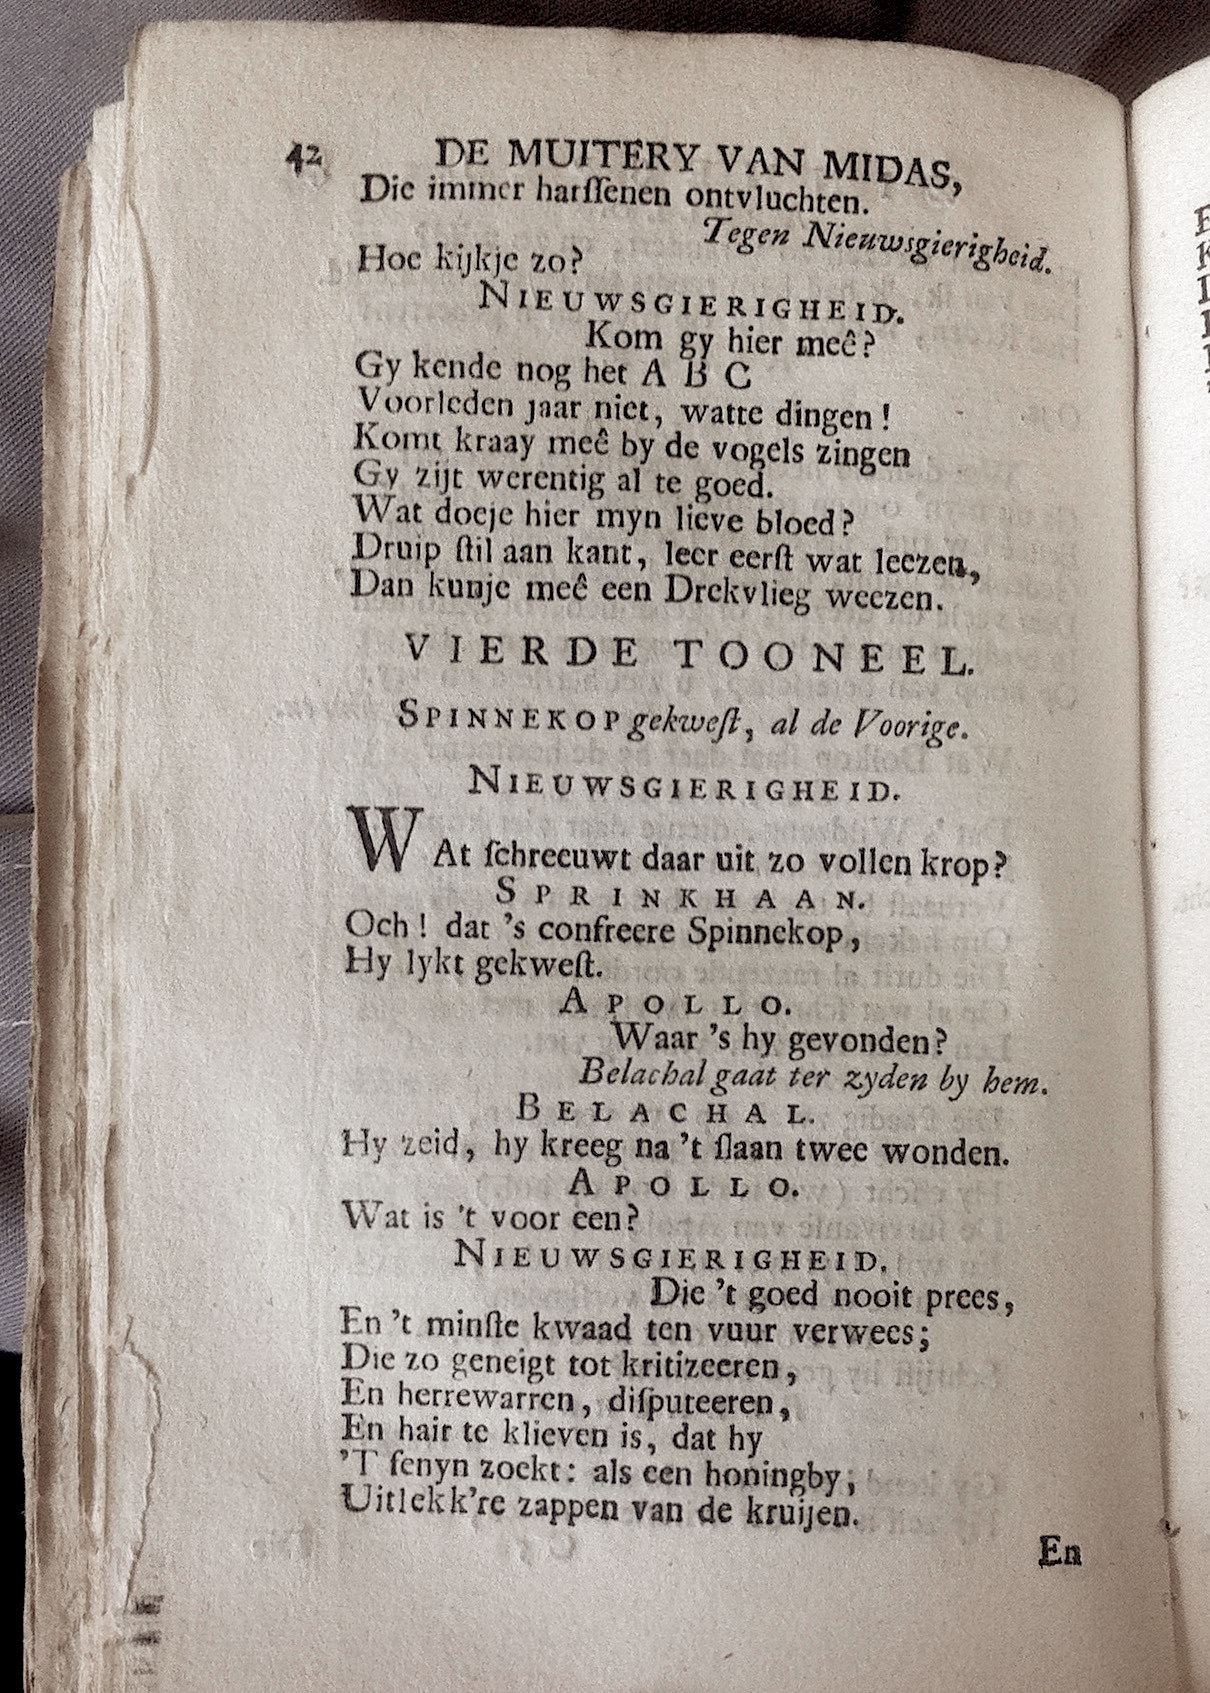 42 DE MUITERY VAN MIDAS,
Die immer harſſenen ontvluchten.
Tegen Nieuwsgierigheid.
Hoe kijkje zo?
NIEUWSGIERIGHEID.
Kom gy hier meê?
Gy kende nog het A B C
Voorleden jaar niet, watte dingen!
Komt kraay meê by de vogels zingen
Gy zijt werentig al te goed.
Wat doeje hier myn lieve bloed?
Druip ſtil aan kant, leer eerſt wat leezen,
Dan kunje meê een Drekvlieg weezen.
VIERDE TOONEEL.
SPINNEKOP gekweſt, al de Voorige.
NIEUWSGIERIGHEID.
WAt ſchreeuwt daar uit zo vollen krop?
SPRINKHAAN.
Och! dat 's confreere Spinnekop,
Hy lykt gekweſt.
APOLLO.
Waar 's hy gevonden?
Belachal gaat ter zyden by hem.
BELACHAL.
Hy zeid, hy kreeg na 't ſlaan twee wonden.
APOLLO.
Wat is 't voor een?
NIEUWSGIERIGHEID.
Die 't goed nooit prees,
En 't minſte kwaad ten vuur verwees;
Die zo geneigt tot kritizeeren,
En herrewarren, diſputeeren,
En hair te klieven is, dat hy
'T ſenyn zoekt: als een honingby;
Uitlekk're zappen van de kruijen.
En